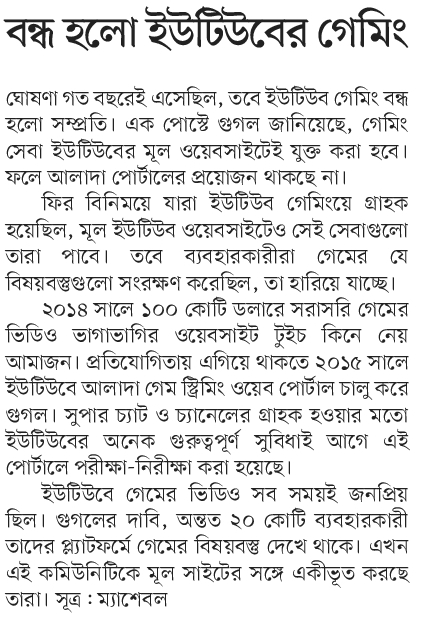 বন্ধ হলো ইউটিউবের গেমিং
ঘোষণা গত বছরেই এসেছিল, তবে ইউটিউব গেমিং বন্ধ
হলো সম্প্রতি। এক পোস্টে গুগল জানিয়েছে, গেমিং
সেবা ইউটিউবের মূল ওয়েবসাইটেই যুক্ত করা হবে।
ফলে আলাদা পোর্টালের প্রয়োজন থাকছে না।
ফির বিনিময়ে যারা ইউটিউব গেমিংয়ে গ্রাহক
হয়েছিল, মূল ইউটিউব ওয়েবসাইটেও সেই সেবাগুলো
তারা পাবে। তবে ব্যবহারকারীরা গেমের যে
বিষয়বস্তুগুলো সংরক্ষণ করেছিল, তা হারিয়ে যাচ্ছে।
২০১৪ সালে ১০০ কোটি ডলারে সরাসরি গেমের
ভিডিও ভাগাভাগির ওয়েবসাইট টুইচ কিনে নেয়
আমাজন। প্রতিযোগিতায় এগিয়ে থাকতে ২০১৫ সালে
ইউটিউবে আলাদা গেম স্ট্রিমিং ওয়েব পোর্টাল চালু করে
গুগল। সুপার চ্যাট ও চ্যানেলের গ্রাহক হওয়ার মতো
ইউটিউবের অনেক গুরুত্বপূর্ণ সুবিধাই আগে এই
পোর্টালে পরীক্ষা-নিরীক্ষা করা হয়েছে।
ইউটিউবে গেমের ভিডিও সব সময়ই জনপ্রিয়
ছিল। গুগলের দাবি, অন্তত ২০ কোটি ব্যবহারকারী
তাদের প্ল্যাটফর্মে গেমের বিষয়বস্তু দেখে থাকে। এখন
এই কমিউনিটিকে মূল সাইটের সঙ্গে একীভূত করছে
তারা। সূত্র : ম্যাশেবল